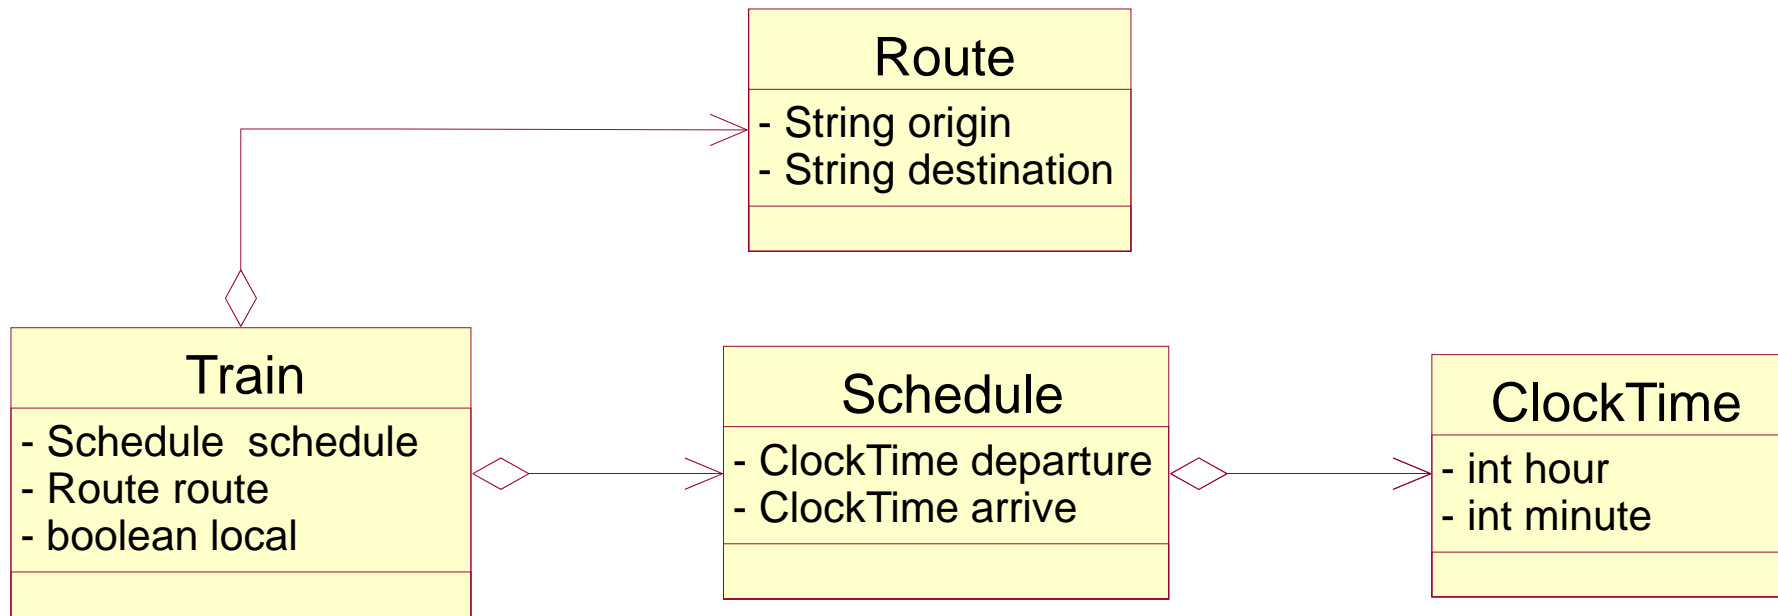 Route
- String origin
- String destination
Train
- Schedule  schedule
- Route route
- boolean local
Schedule
- ClockTime departure
- ClockTime arrive
ClockTime
- int hour
- int minute